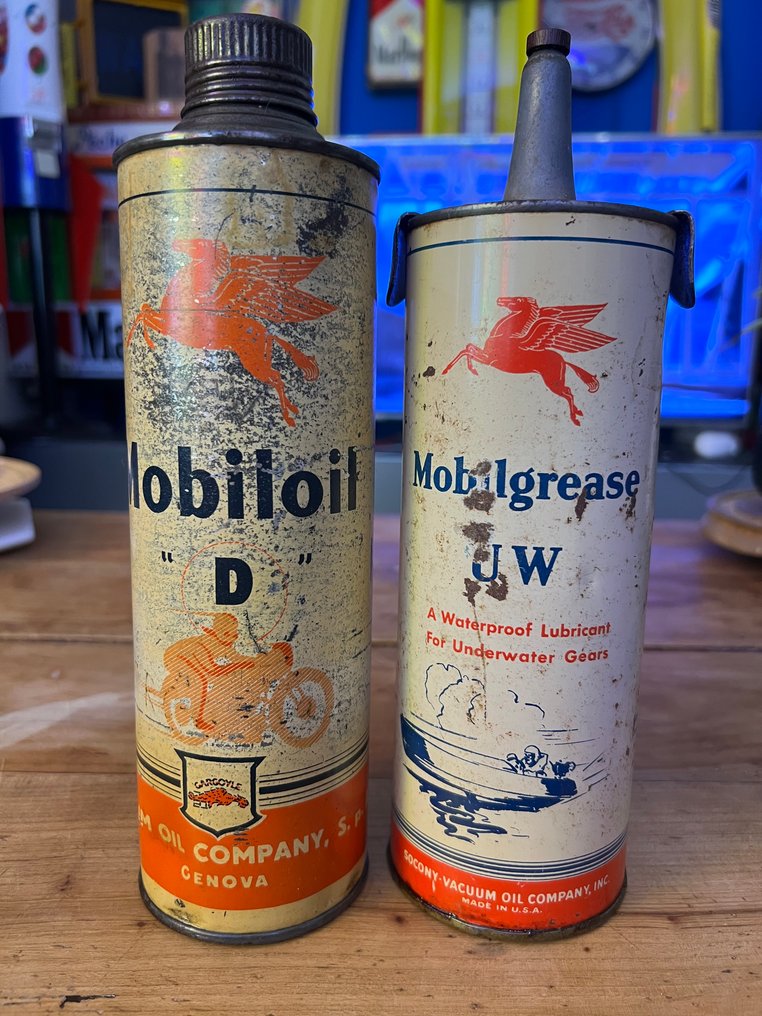 Mobiloil
" D "
GARGOYLE
OIL COMPANY, S.
GENOVA
Mobilgrease
UW
A Waterproof Lubricant
For Underwater Gears
SOCONY-VACUUM OIL COMPANY, INC.
MADE IN U.S.A.